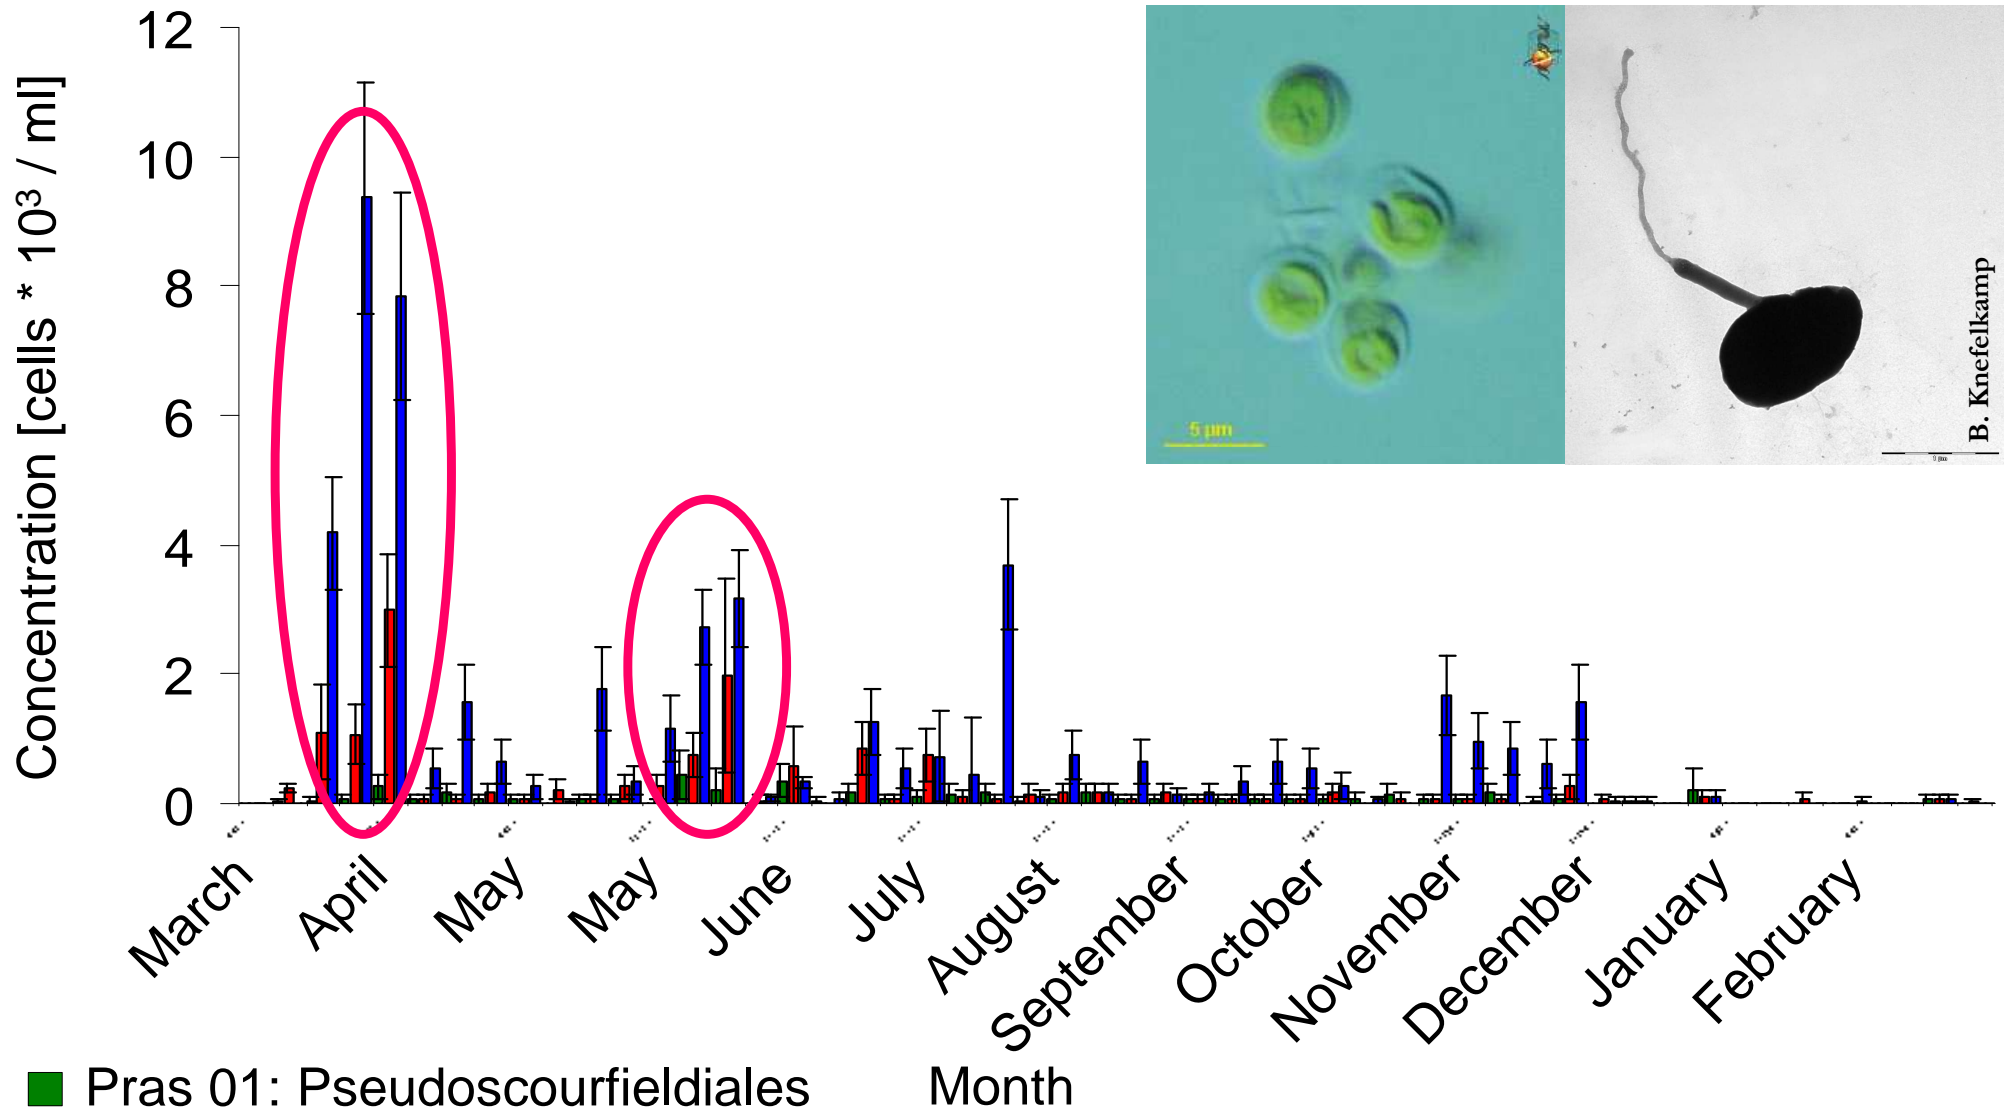 12
10
8
6
4
2
0
Concentration [cells * 10³ / ml]
5 µm
B. Knefelkamp
March
April
May
May
June
July
August
September
October
November
December
January
February
Pras 01: Pseudoscourfieldiales
Month